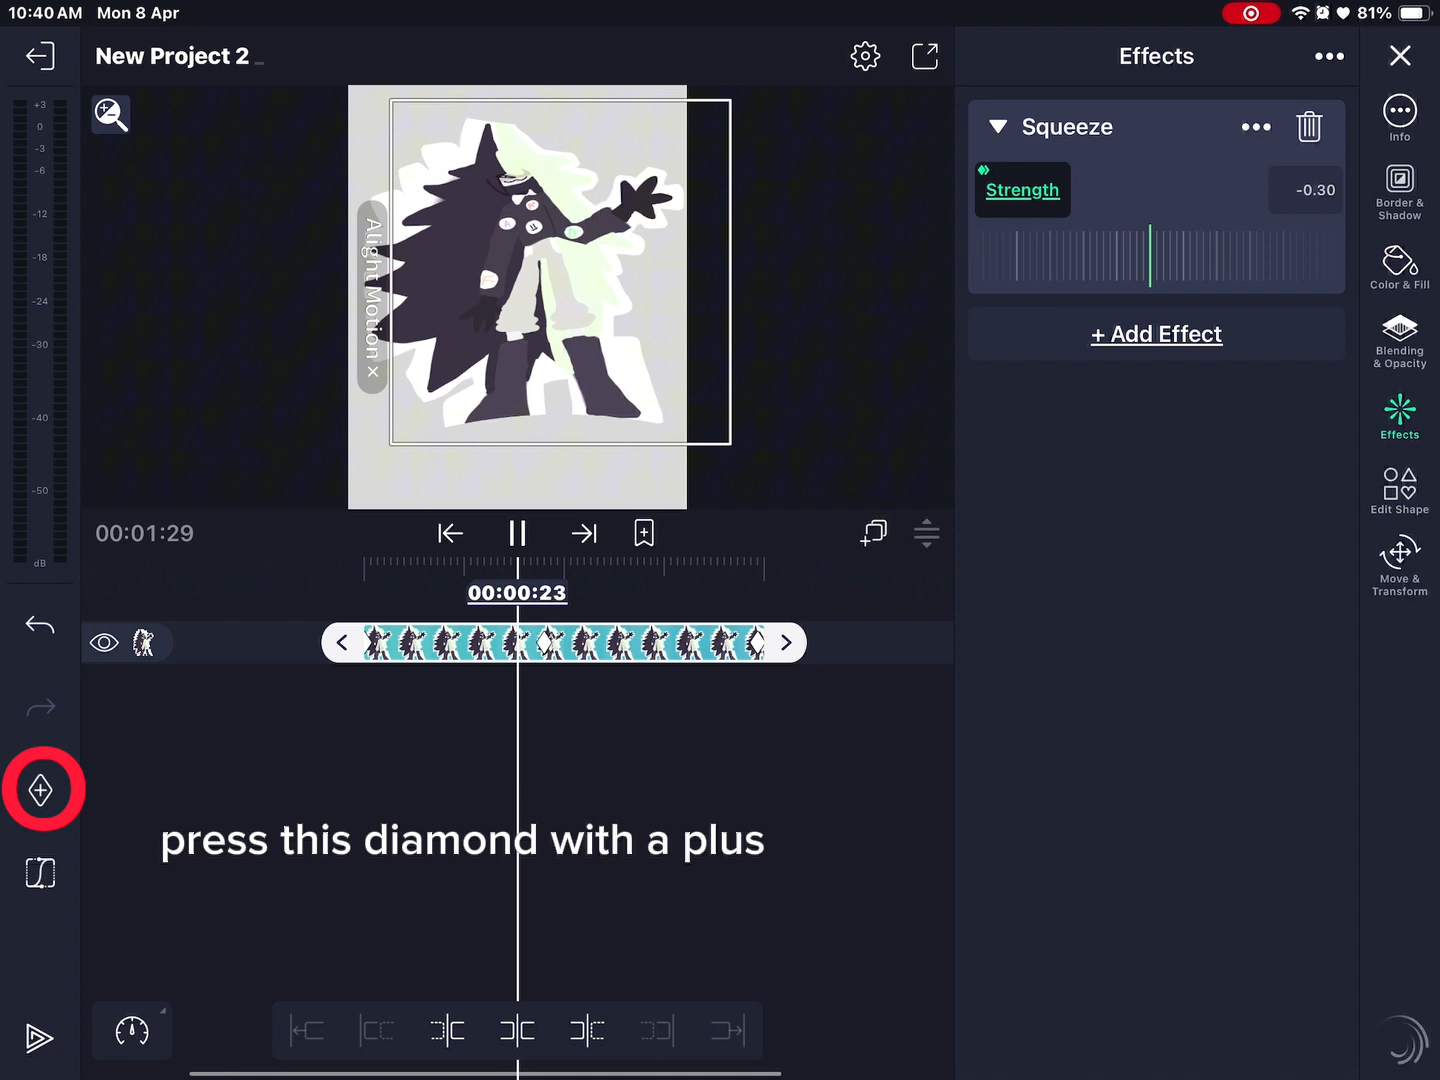 10:40 AM Mon 8 Apr
81%
New Project 2
Effects
Squeeze
Strength
-0.30
+ Add Effect
Info
Border &
Shadow
Color & Fill
Blending
& Opacity
Effects
Edit Shape
Move &
Transform
+3
0
-3
-6
-12
-18
-24
-30
-40
-50
dB
Alight Motion ×
00:01:29
00:00:23
press this diamond with a plus